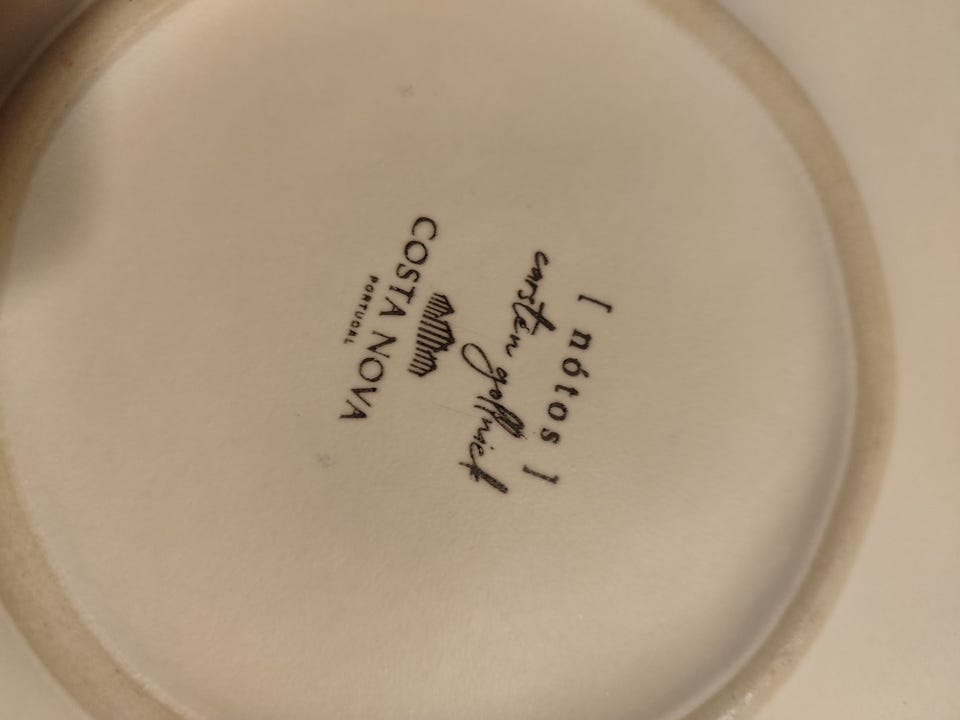 [ nótos ]
carsten gollnick
COSTA NOVA
PORTUGAL